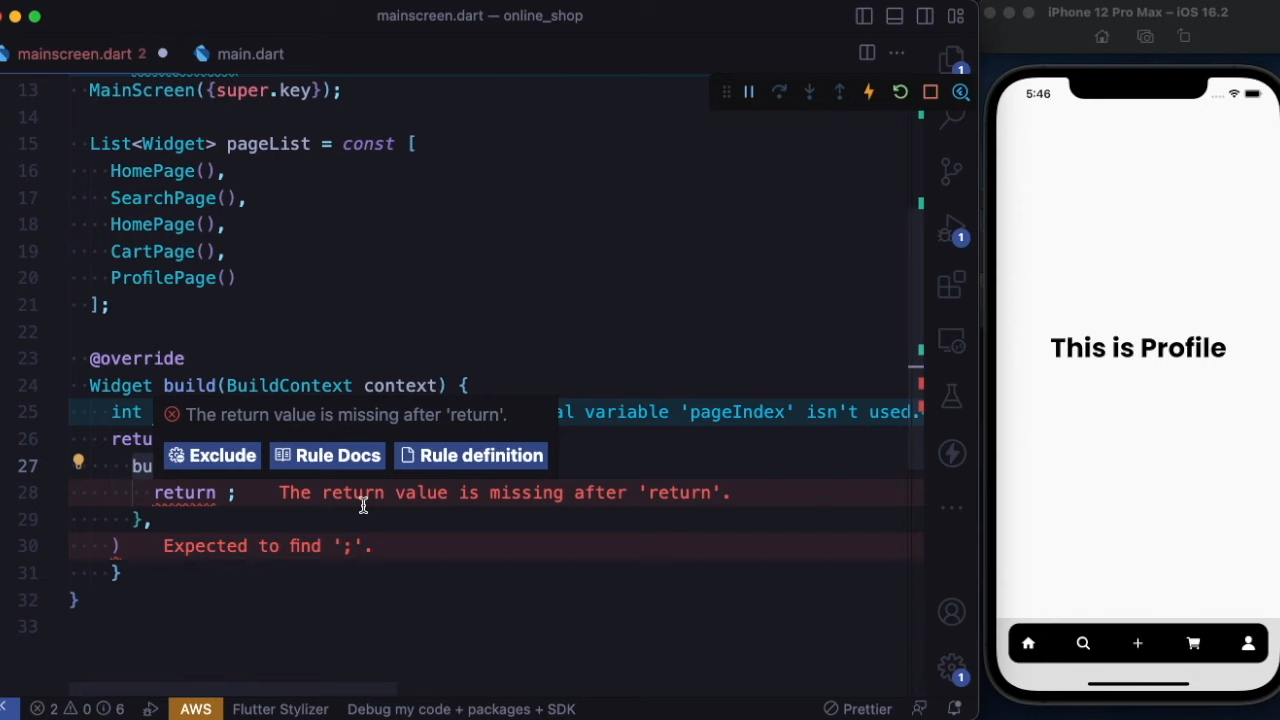 mainscreen.dart — online_shop
iPhone 12 Pro Max – iOS 16.2
mainscreen.dart 2
main.dart
1
13 MainScreen({super.key});
14
15 List<Widget> pageList = const [
16 HomePage(),
17 SearchPage(),
18 HomePage(),
19 CartPage(),
20 ProfilePage()
21 ];
22
23 @override
24 Widget build(BuildContext context) {
25 int al variable 'pageIndex' isn't used.
The return value is missing after 'return'.
26 retu
Exclude Rule Docs Rule definition
27 bu
28 return ; The return value is missing after 'return'.
29 },
30 ) Expected to find ';'.
31 }
32 }
33
1
1
5:46
This is Profile
2 0 6 AWS Flutter Stylizer Debug my code + packages + SDK Prettier